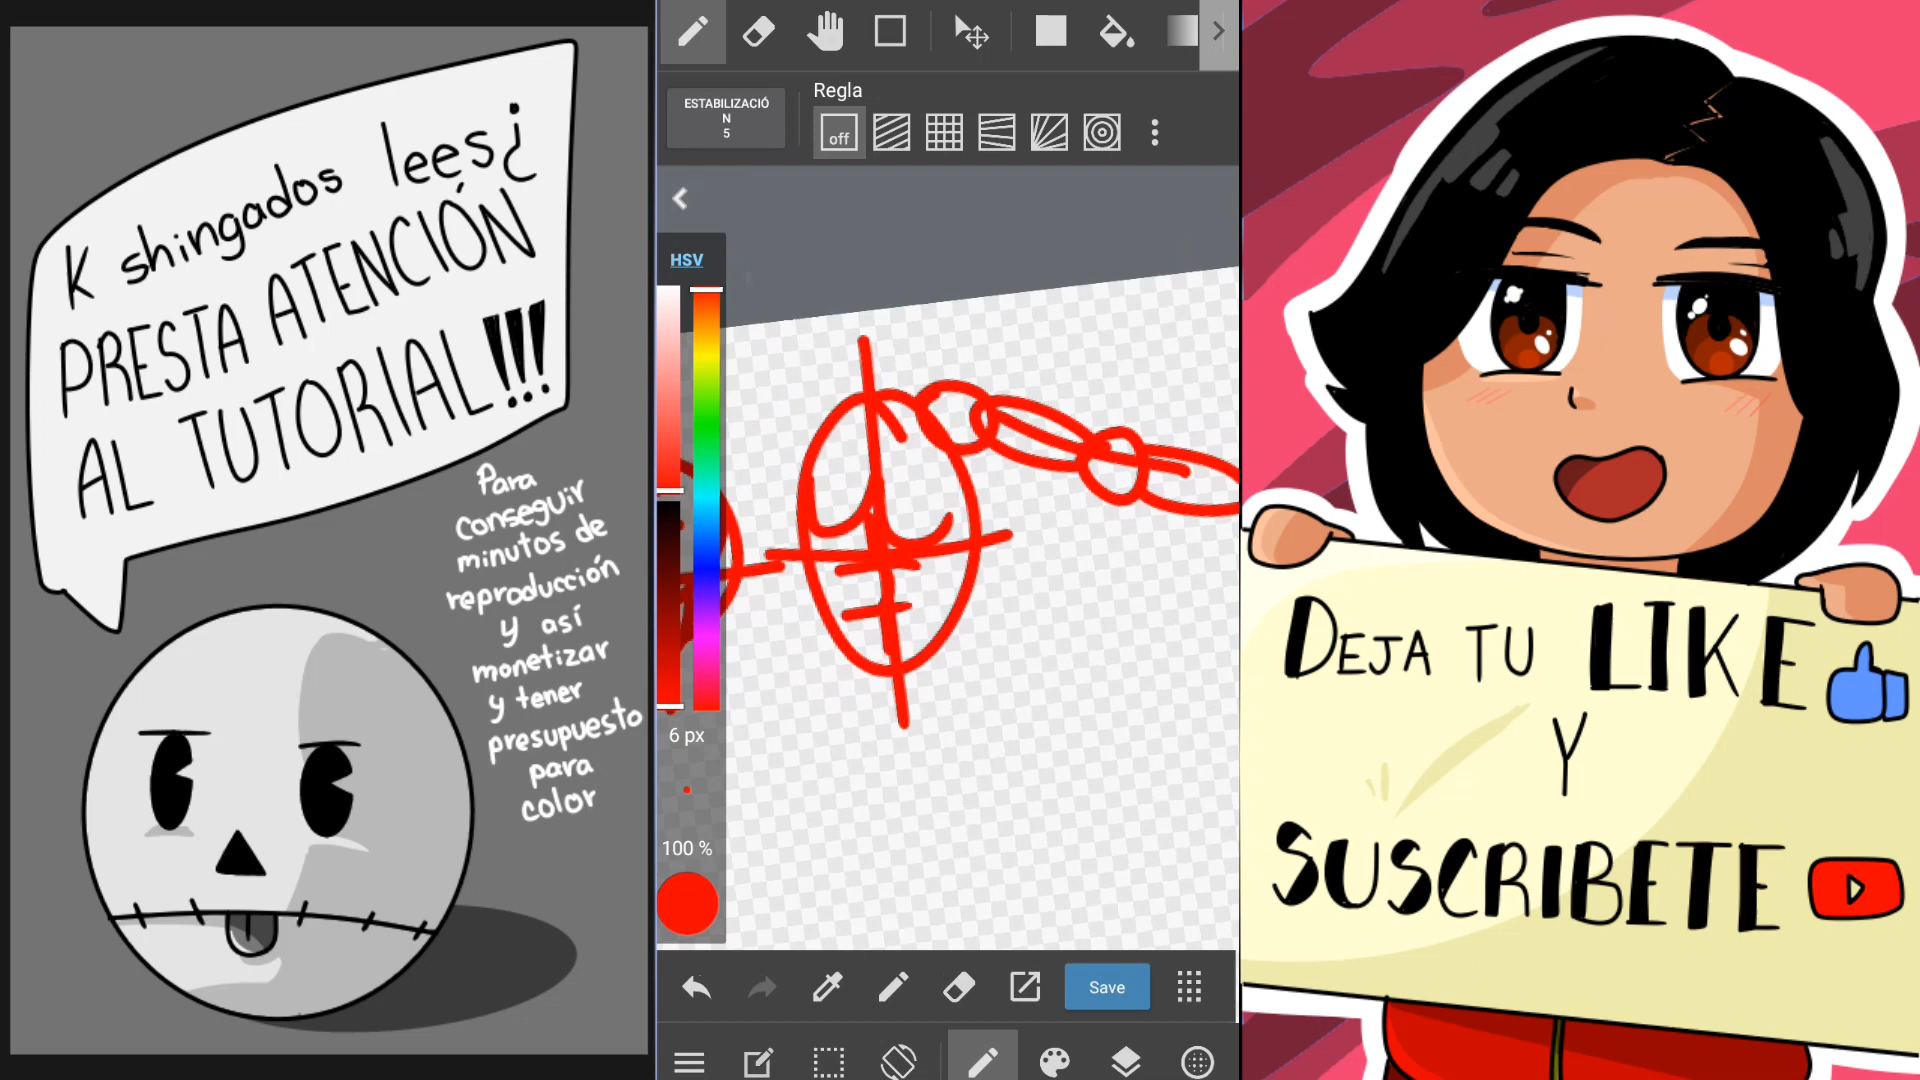 K shingados lees¿
PRESTA ATENCIÓN
AL TUTORIAL!!!
Para
conseguir
minutos de
reproducción
y así
monetizar
y tener
presupuesto
para
color
ESTABILIZACIÓ
N
5
Regla
off
HSV
6 px
100 %
Save
DEJA TU LIKE
Y
SUSCRIBETE